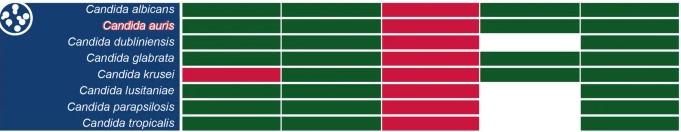 Candida albicans
Candida auris
Candida dubliniensis
Candida glabrata
Candida krusei
Candida lusitaniae
Candida parapsilosis
Candida tropicalis